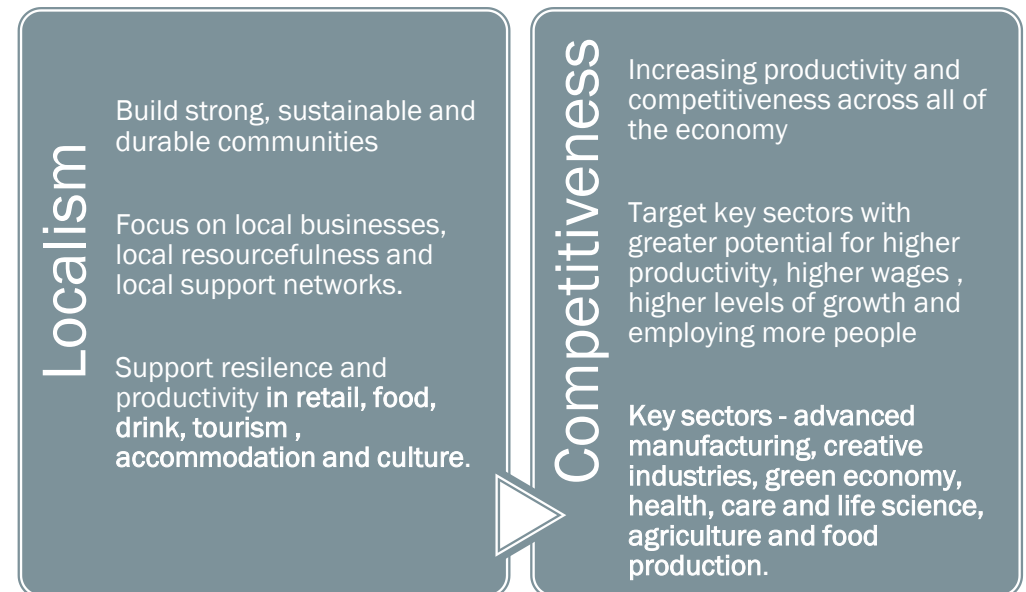 Localism
Build strong, sustainable and
durable communities
Focus on local businesses,
local resourcefulness and
local support networks.
Support resilence and
productivity in retail, food,
drink, tourism ,
accommodation and culture.
Competitiveness
Increasing productivity and
competitiveness across all of
the economy
Target key sectors with
greater potential for higher
productivity, higher wages ,
higher levels of growth and
employing more people
Key sectors - advanced
manufacturing, creative
industries, green economy,
health, care and life science,
agriculture and food
production.